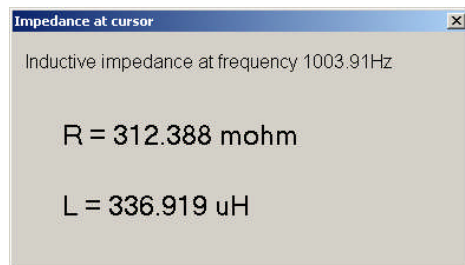 Impedance at cursor
Inductive impedance at frequency 1003.91Hz
R = 312.388 mohm
L = 336.919 uH